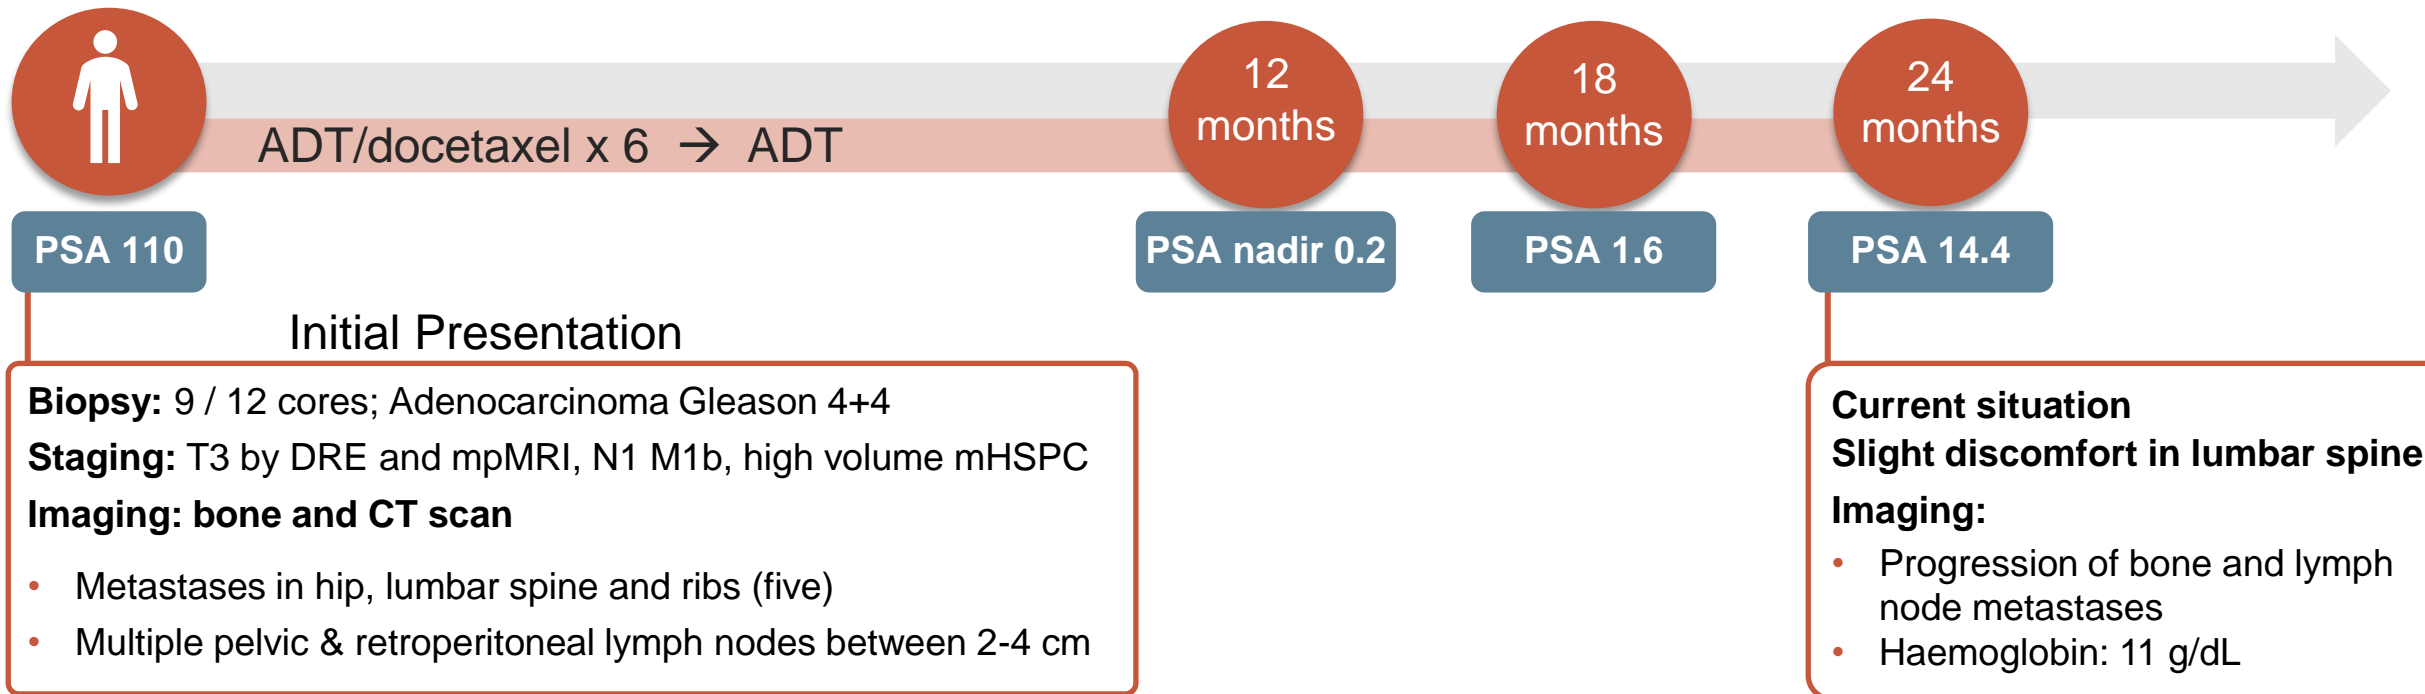 12
months
18
months
24
months
ADT/docetaxel x 6 → ADT
PSA 110
PSA nadir 0.2
PSA 1.6
PSA 14.4
Initial Presentation
Biopsy: 9 / 12 cores; Adenocarcinoma Gleason 4+4
Staging: T3 by DRE and mpMRI, N1 M1b, high volume mHSPC
Imaging: bone and CT scan
• Metastases in hip, lumbar spine and ribs (five)
• Multiple pelvic & retroperitoneal lymph nodes between 2-4 cm
Current situation
Slight discomfort in lumbar spine
Imaging:
• Progression of bone and lymph
node metastases
• Haemoglobin: 11 g/dL